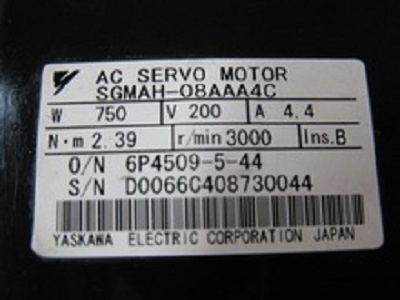 AC SERVO MOTOR
SGMAH-08AAA4C
W 750 V 200 A 4.4
N·m 2.39 r/min 3000 Ins.B
O/N 6P4509-5-44
S/N D0066C408730044
YASKAWA ELECTRIC CORPORATION JAPAN